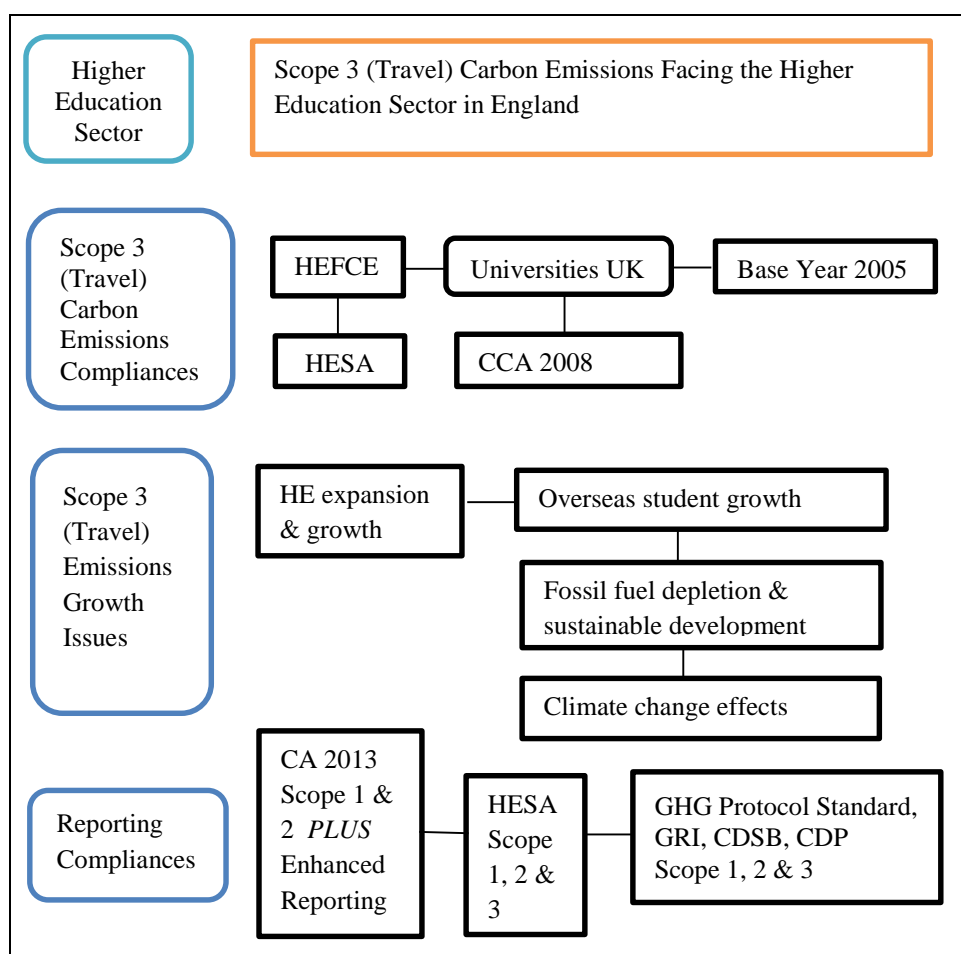 Higher
Education
Sector
Scope 3 (Travel) Carbon Emissions Facing the Higher
Education Sector in England
Scope 3
(Travel)
Carbon
Emissions
Compliances
HEFCE
Universities UK
Base Year 2005
HESA
CCA 2008
Scope 3
(Travel)
Emissions
Growth
Issues
HE expansion
& growth
Overseas student growth
Fossil fuel depletion &
sustainable development
Climate change effects
Reporting
Compliances
CA 2013
Scope 1 &
2 PLUS
Enhanced
Reporting
HESA
Scope
1, 2 &
3
GHG Protocol Standard,
GRI, CDSB, CDP
Scope 1, 2 & 3